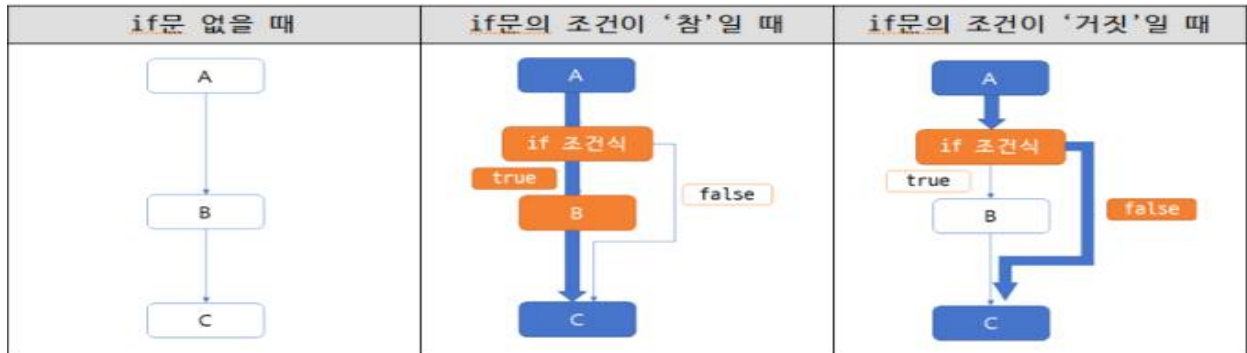 if문 없을 때
if문의 조건이 ‘참’일 때
if문의 조건이 ‘거짓’일 때
A
B
C
A
if 조건식
true
false
B
C
A
if 조건식
true
false
B
C